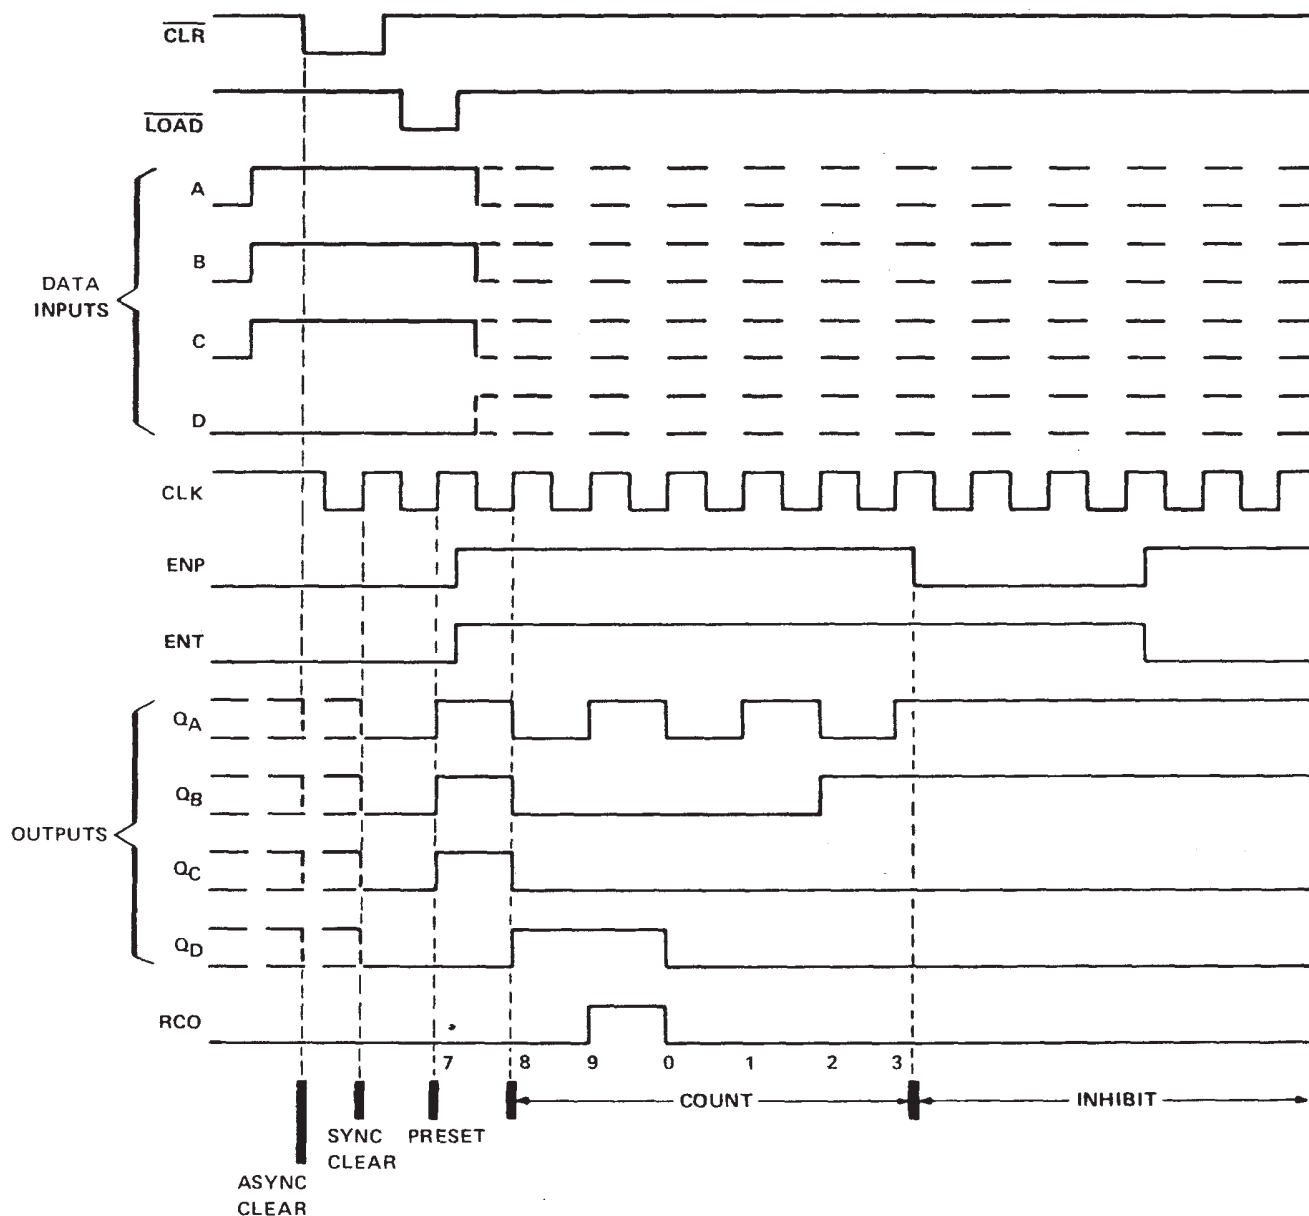 CLR
LOAD
A
B
DATA
INPUTS
C
D
CLK
ENP
ENT
QA
QB
OUTPUTS
QC
QD
RCO
7 8 9 0 1 2 3
COUNT INHIBIT
SYNC
CLEAR
PRESET
ASYNC
CLEAR